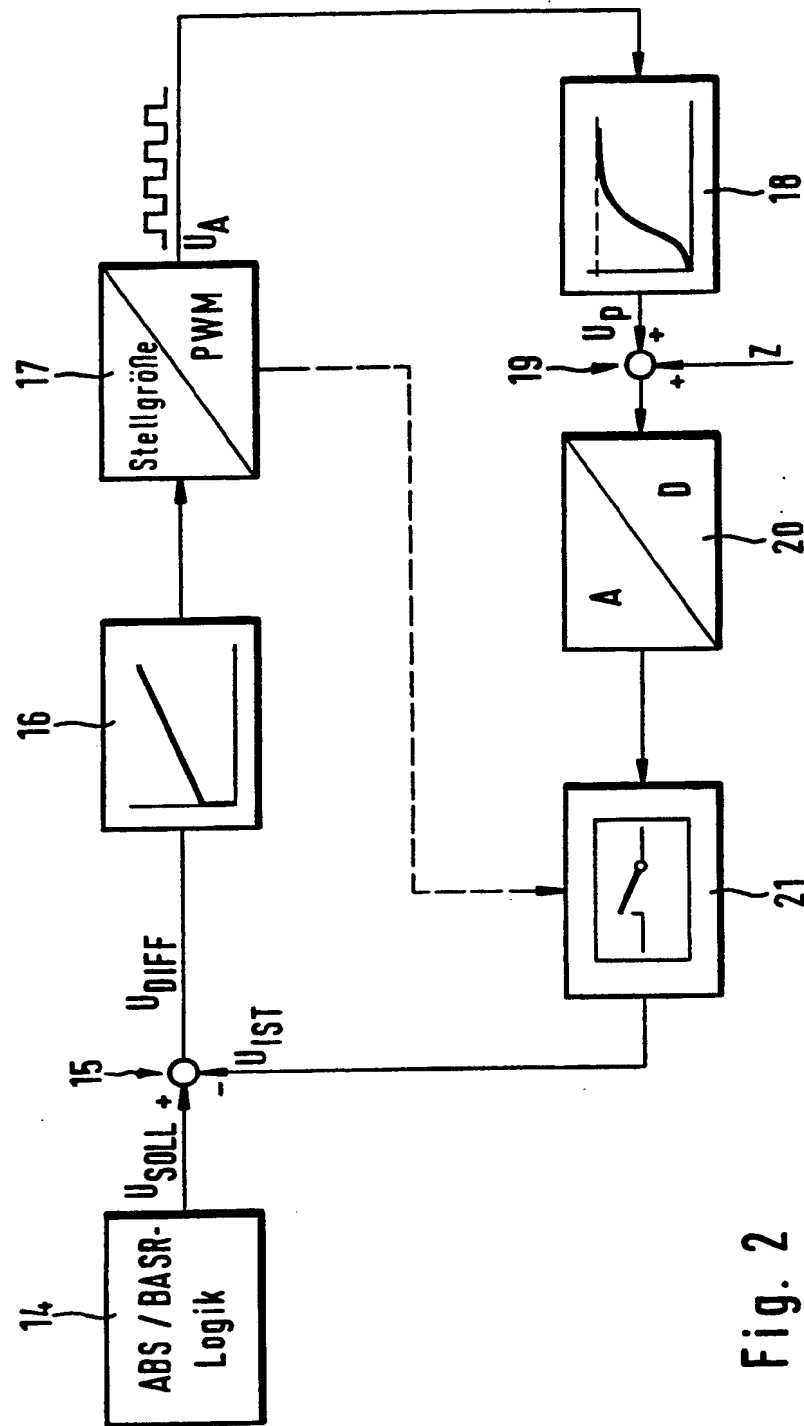 14
ABS / BASR-
Logik
U_SOLL
+
-
15
U_DIFF
U_IST
16
17
Stellgröße
PWM
U_A
18
U_P
+
+
19
Z
20
A
D
21
Fig. 2